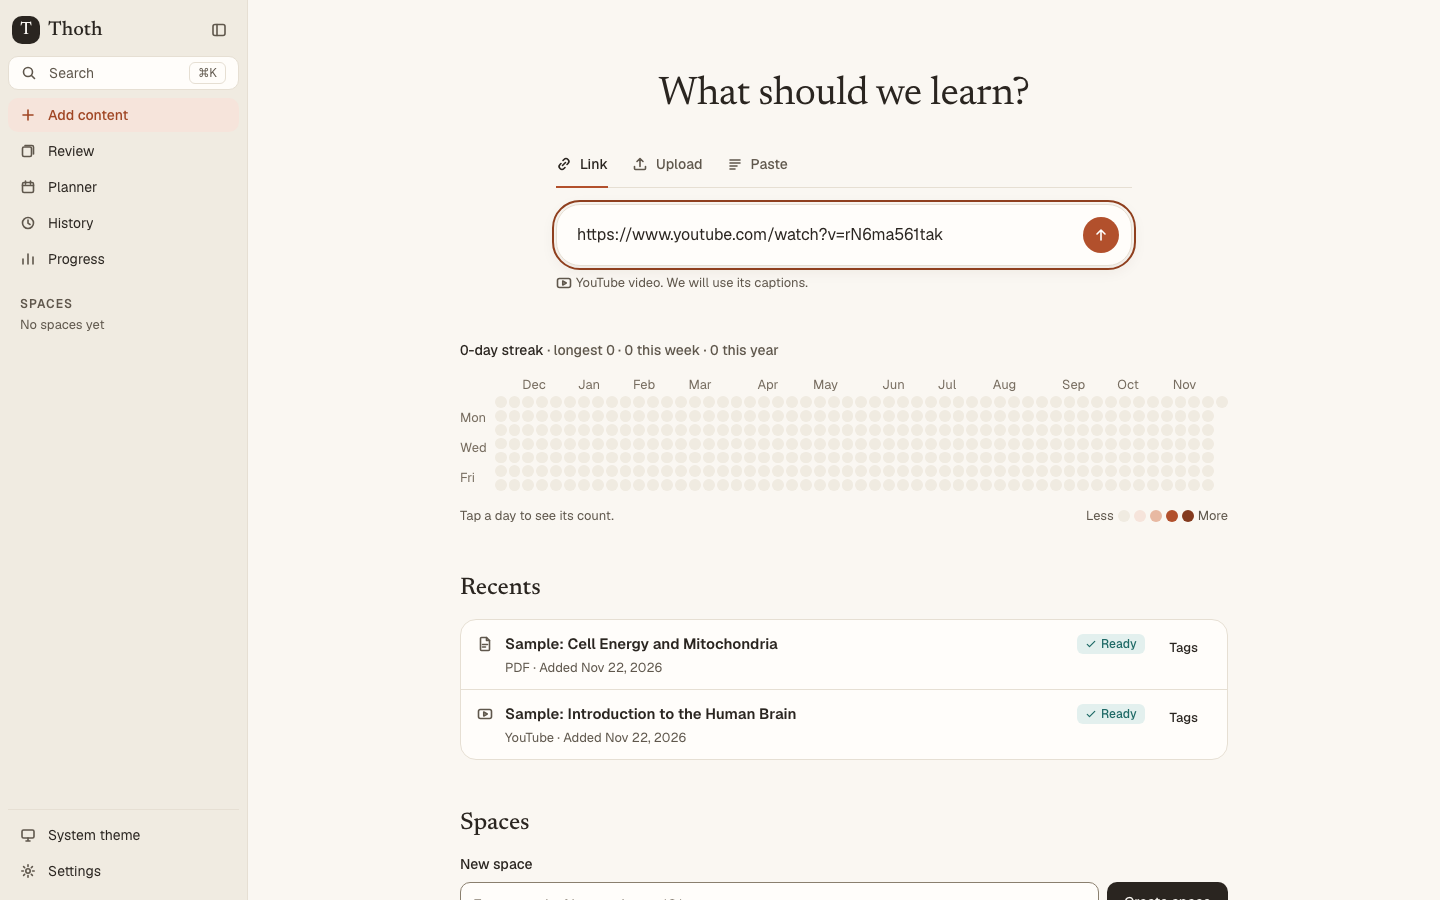 T Thoth
Search ⌘K
Add content
Review
Planner
History
Progress
SPACES
No spaces yet
System theme
Settings
What should we learn?
Link Upload Paste
https://www.youtube.com/watch?v=rN6ma561tak
YouTube video. We will use its captions.
0-day streak · longest 0 · 0 this week · 0 this year
Dec Jan Feb Mar Apr May Jun Jul Aug Sep Oct Nov
Mon
Wed
Fri
Tap a day to see its count.
Less More
Recents
Sample: Cell Energy and Mitochondria
Ready Tags
PDF · Added Nov 22, 2026
Sample: Introduction to the Human Brain
Ready Tags
YouTube · Added Nov 22, 2026
Spaces
New space
Create space